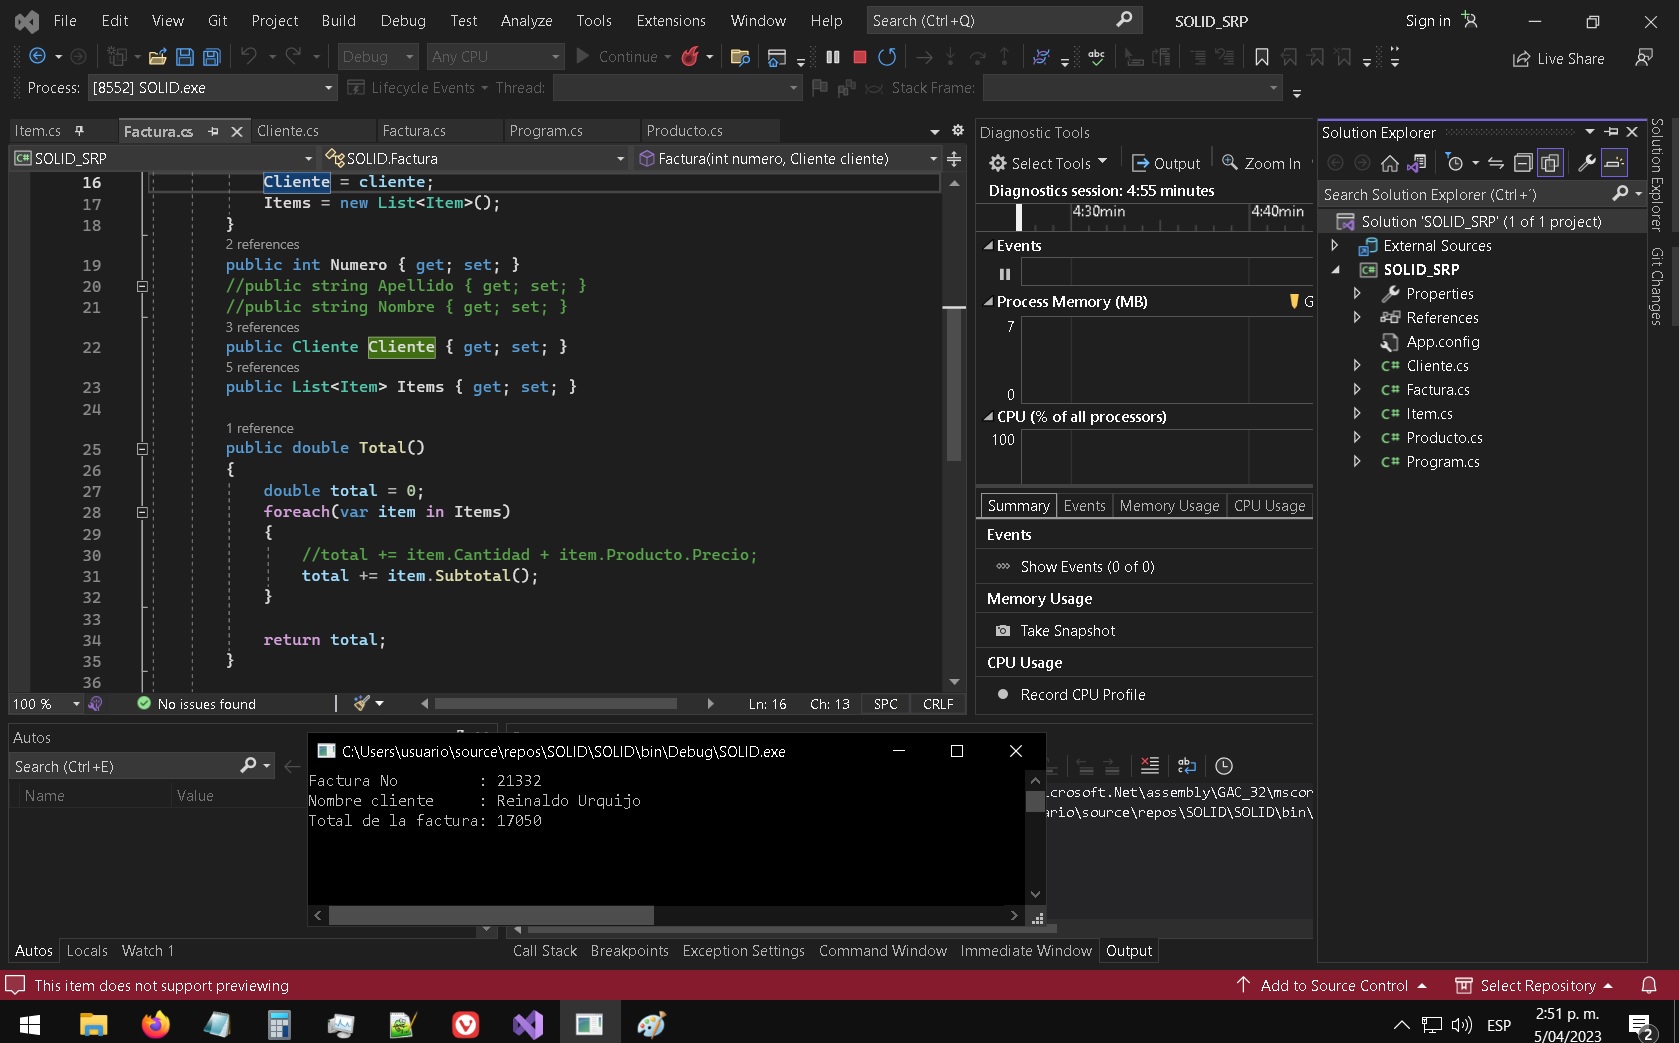 File Edit View Git Project Build Debug Test Analyze Tools Extensions Window Help Search (Ctrl+Q) SOLID_SRP Sign in
Debug Any CPU Continue Live Share
Process: [8552] SOLID.exe Lifecycle Events Thread: Stack Frame:
Item.cs Factura.cs Cliente.cs Factura.cs Program.cs Producto.cs
SOLID_SRP SOLID.Factura Factura(int numero, Cliente cliente)
16 Cliente = cliente;
17 Items = new List<Item>();
18 }
2 references
19 public int Numero { get; set; }
20 //public string Apellido { get; set; }
21 //public string Nombre { get; set; }
3 references
22 public Cliente Cliente { get; set; }
5 references
23 public List<Item> Items { get; set; }
24
1 reference
25 public double Total()
26 {
27 double total = 0;
28 foreach(var item in Items)
29 {
30 //total += item.Cantidad + item.Producto.Precio;
31 total += item.Subtotal();
32 }
33
34 return total;
35 }
36
100 % No issues found Ln: 16 Ch: 13 SPC CRLF
Diagnostic Tools
Select Tools Output Zoom In
Diagnostics session: 4:55 minutes
4:30min 4:40min
Events
Process Memory (MB) G
7
0
CPU (% of all processors)
100
Summary Events Memory Usage CPU Usage
Events
Show Events (0 of 0)
Memory Usage
Take Snapshot
CPU Usage
Record CPU Profile
Solution Explorer
Search Solution Explorer (Ctrl+´)
Solution 'SOLID_SRP' (1 of 1 project)
External Sources
SOLID_SRP
Properties
References
App.config
Cliente.cs
Factura.cs
Item.cs
Producto.cs
Program.cs
Solution Explorer
Git Changes
Autos
Search (Ctrl+E)
Name Value
C:\Users\usuario\source\repos\SOLID\SOLID\bin\Debug\SOLID.exe
Factura No : 21332
Nombre cliente : Reinaldo Urquijo
Total de la factura: 17050
icrosoft.Net\assembly\GAC_32\mscor
ario\source\repos\SOLID\SOLID\bin\
Autos Locals Watch 1
Call Stack Breakpoints Exception Settings Command Window Immediate Window Output
This item does not support previewing Add to Source Control Select Repository
ESP 2:51 p. m.
5/04/2023 2